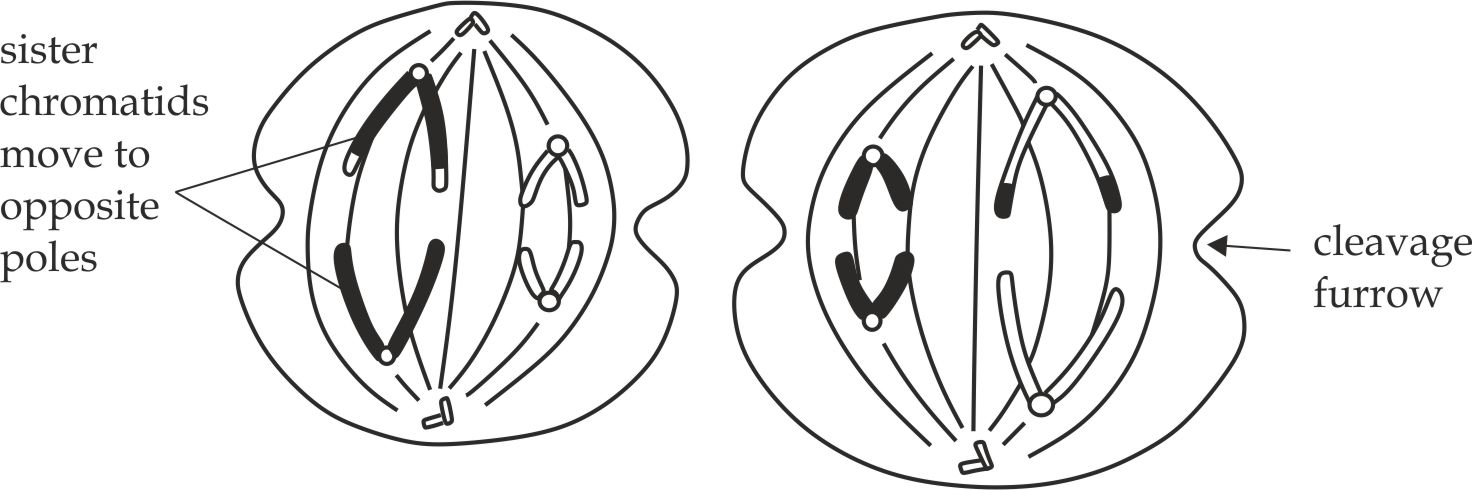 sister
chromatids
move to
opposite
poles
cleavage
furrow